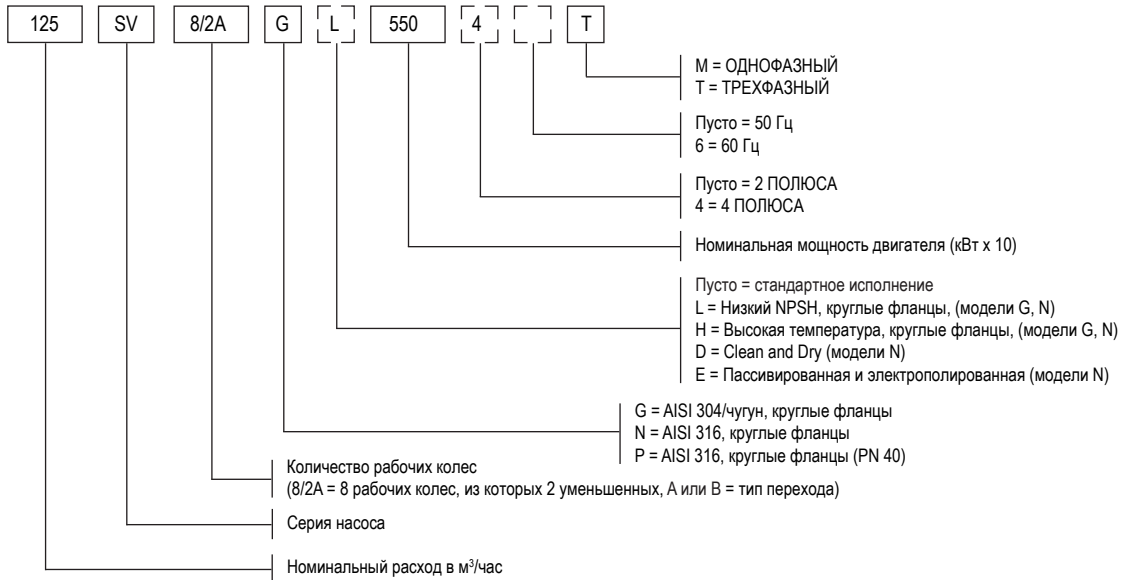 125 SV 8/2A G L 550 4 T
М = ОДНОФАЗНЫЙ
Т = ТРЕХФАЗНЫЙ
Пусто = 50 Гц
6 = 60 Гц
Пусто = 2 ПОЛЮСА
4 = 4 ПОЛЮСА
Номинальная мощность двигателя (кВт x 10)
Пусто = стандартное исполнение
L = Низкий NPSH, круглые фланцы, (модели G, N)
H = Высокая температура, круглые фланцы, (модели G, N)
D = Clean and Dry (модели N)
E = Пассивированная и электрополированная (модели N)
G = AISI 304/чугун, круглые фланцы
N = AISI 316, круглые фланцы
P = AISI 316, круглые фланцы (PN 40)
Количество рабочих колес
(8/2A = 8 рабочих колес, из которых 2 уменьшенных, А или В = тип перехода)
Серия насоса
Номинальный расход в м³/час